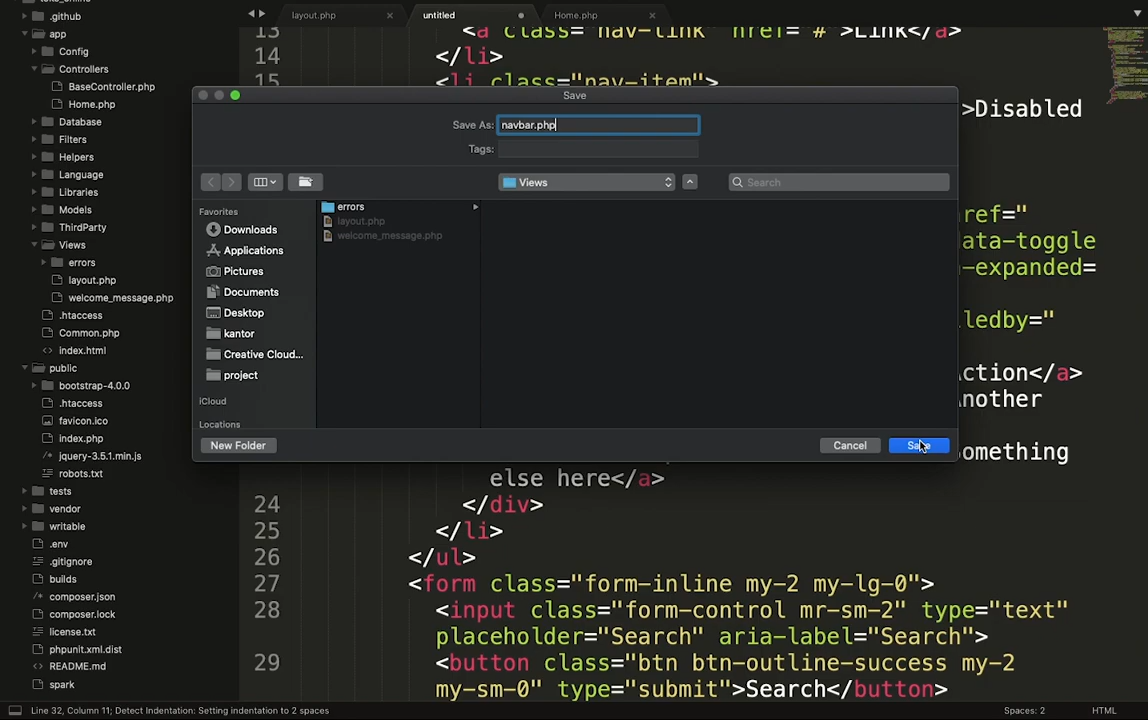 .github
app
Config
Controllers
BaseController.php
Home.php
Database
Filters
Helpers
Language
Libraries
Models
ThirdParty
Views
errors
layout.php
welcome_message.php
.htaccess
Common.php
index.html
public
bootstrap-4.0.0
.htaccess
favicon.ico
index.php
jquery-3.5.1.min.js
robots.txt
tests
vendor
writable
.env
.gitignore
builds
composer.json
composer.lock
license.txt
phpunit.xml.dist
README.md
spark
layout.php
untitled
Home.php
13 <a class="nav-link" href="#">Link</a>
14 </li>
15 <li class="nav-item">
>Disabled
ref="
ata-toggle
-expanded=
ledby="
ction</a>
nother
omething
else here</a>
24 </div>
25 </li>
26 </ul>
27 <form class="form-inline my-2 my-lg-0">
28 <input class="form-control mr-sm-2" type="text"
placeholder="Search" aria-label="Search">
29 <button class="btn btn-outline-success my-2
my-sm-0" type="submit">Search</button>
Save
Save As: navbar.php
Tags:
Views
Search
Favorites
Downloads
Applications
Pictures
Documents
Desktop
kantor
Creative Cloud...
project
iCloud
Locations
errors
layout.php
welcome_message.php
New Folder
Cancel
Save
Line 32, Column 11; Detect Indentation: Setting indentation to 2 spaces
Spaces: 2
HTML